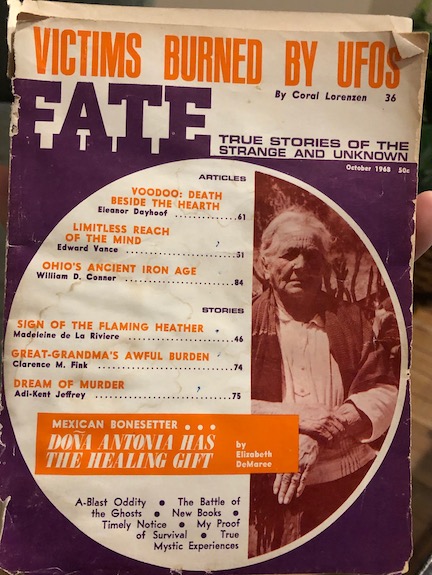 VICTIMS BURNED BY UFOS
By Coral Lorenzen 36
FATE
TRUE STORIES OF THE
STRANGE AND UNKNOWN
October 1968 50c
ARTICLES
VOODOO: DEATH
BESIDE THE HEARTH
Eleanor Dayhoof ..................61
LIMITLESS REACH
OF THE MIND
Edward Vance ..................51
OHIO'S ANCIENT IRON AGE
William D. Conner ..................84
STORIES
SIGN OF THE FLAMING HEATHER
Madeleine de La Riviere ..................46
GREAT-GRANDMA'S AWFUL BURDEN
Clarence M. Fink ..................74
DREAM OF MURDER
Adi-Kent Jeffrey ..................75
MEXICAN BONESETTER . . .
DOÑA ANTONIA HAS
THE HEALING GIFT
by
Elizabeth
DeMaree
A-Blast Oddity ● The Battle of
the Ghosts ● New Books ●
Timely Notice ● My Proof
of Survival ● True
Mystic Experiences